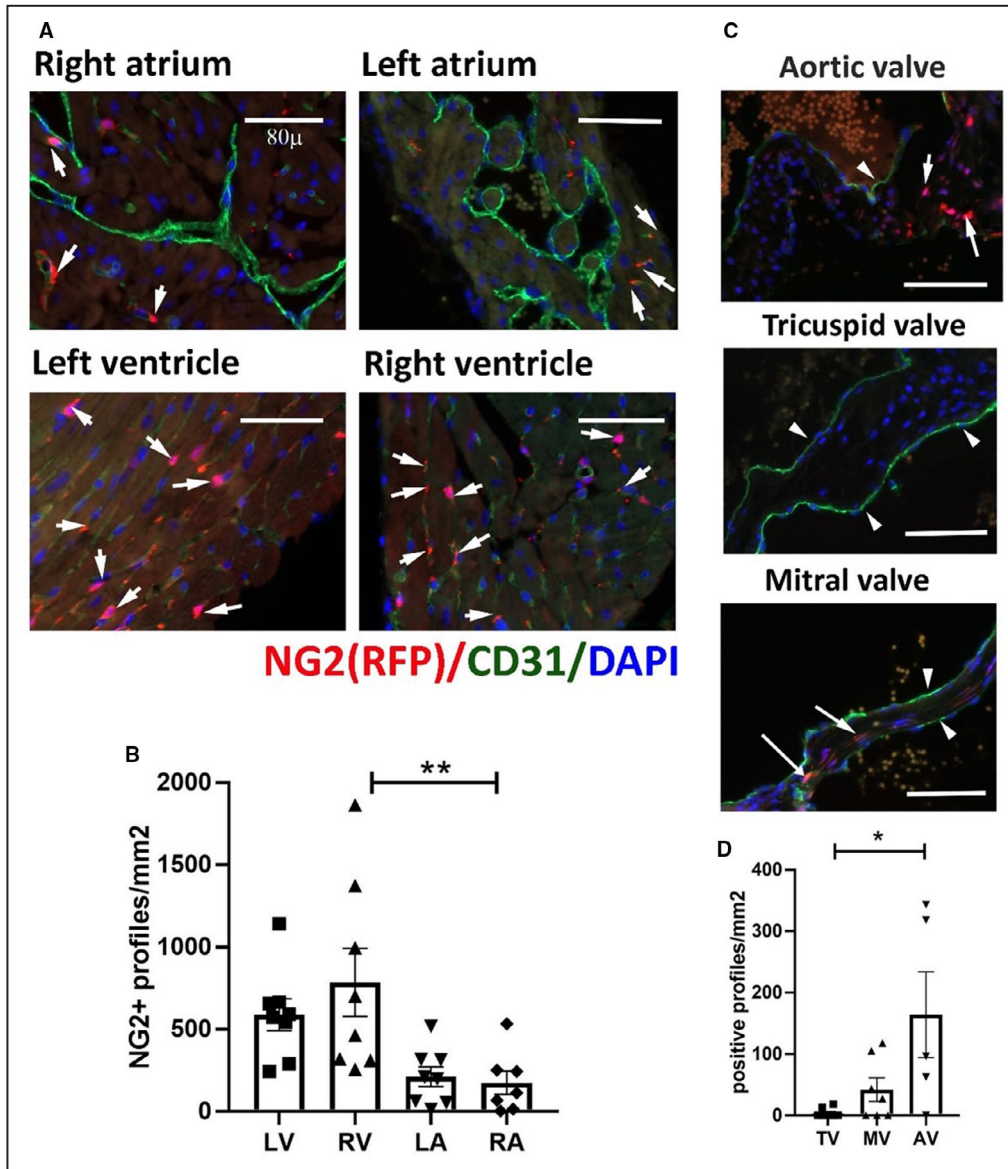 A
Right atrium Left atrium
80µ
Left ventricle Right ventricle
NG2(RFP)/CD31/DAPI
B
NG2+ profiles/mm2
2000
1500
1000
500
0
**
LV RV LA RA
C
Aortic valve
Tricuspid valve
Mitral valve
D
positive profiles/mm2
400
300
200
100
0
*
TV MV AV